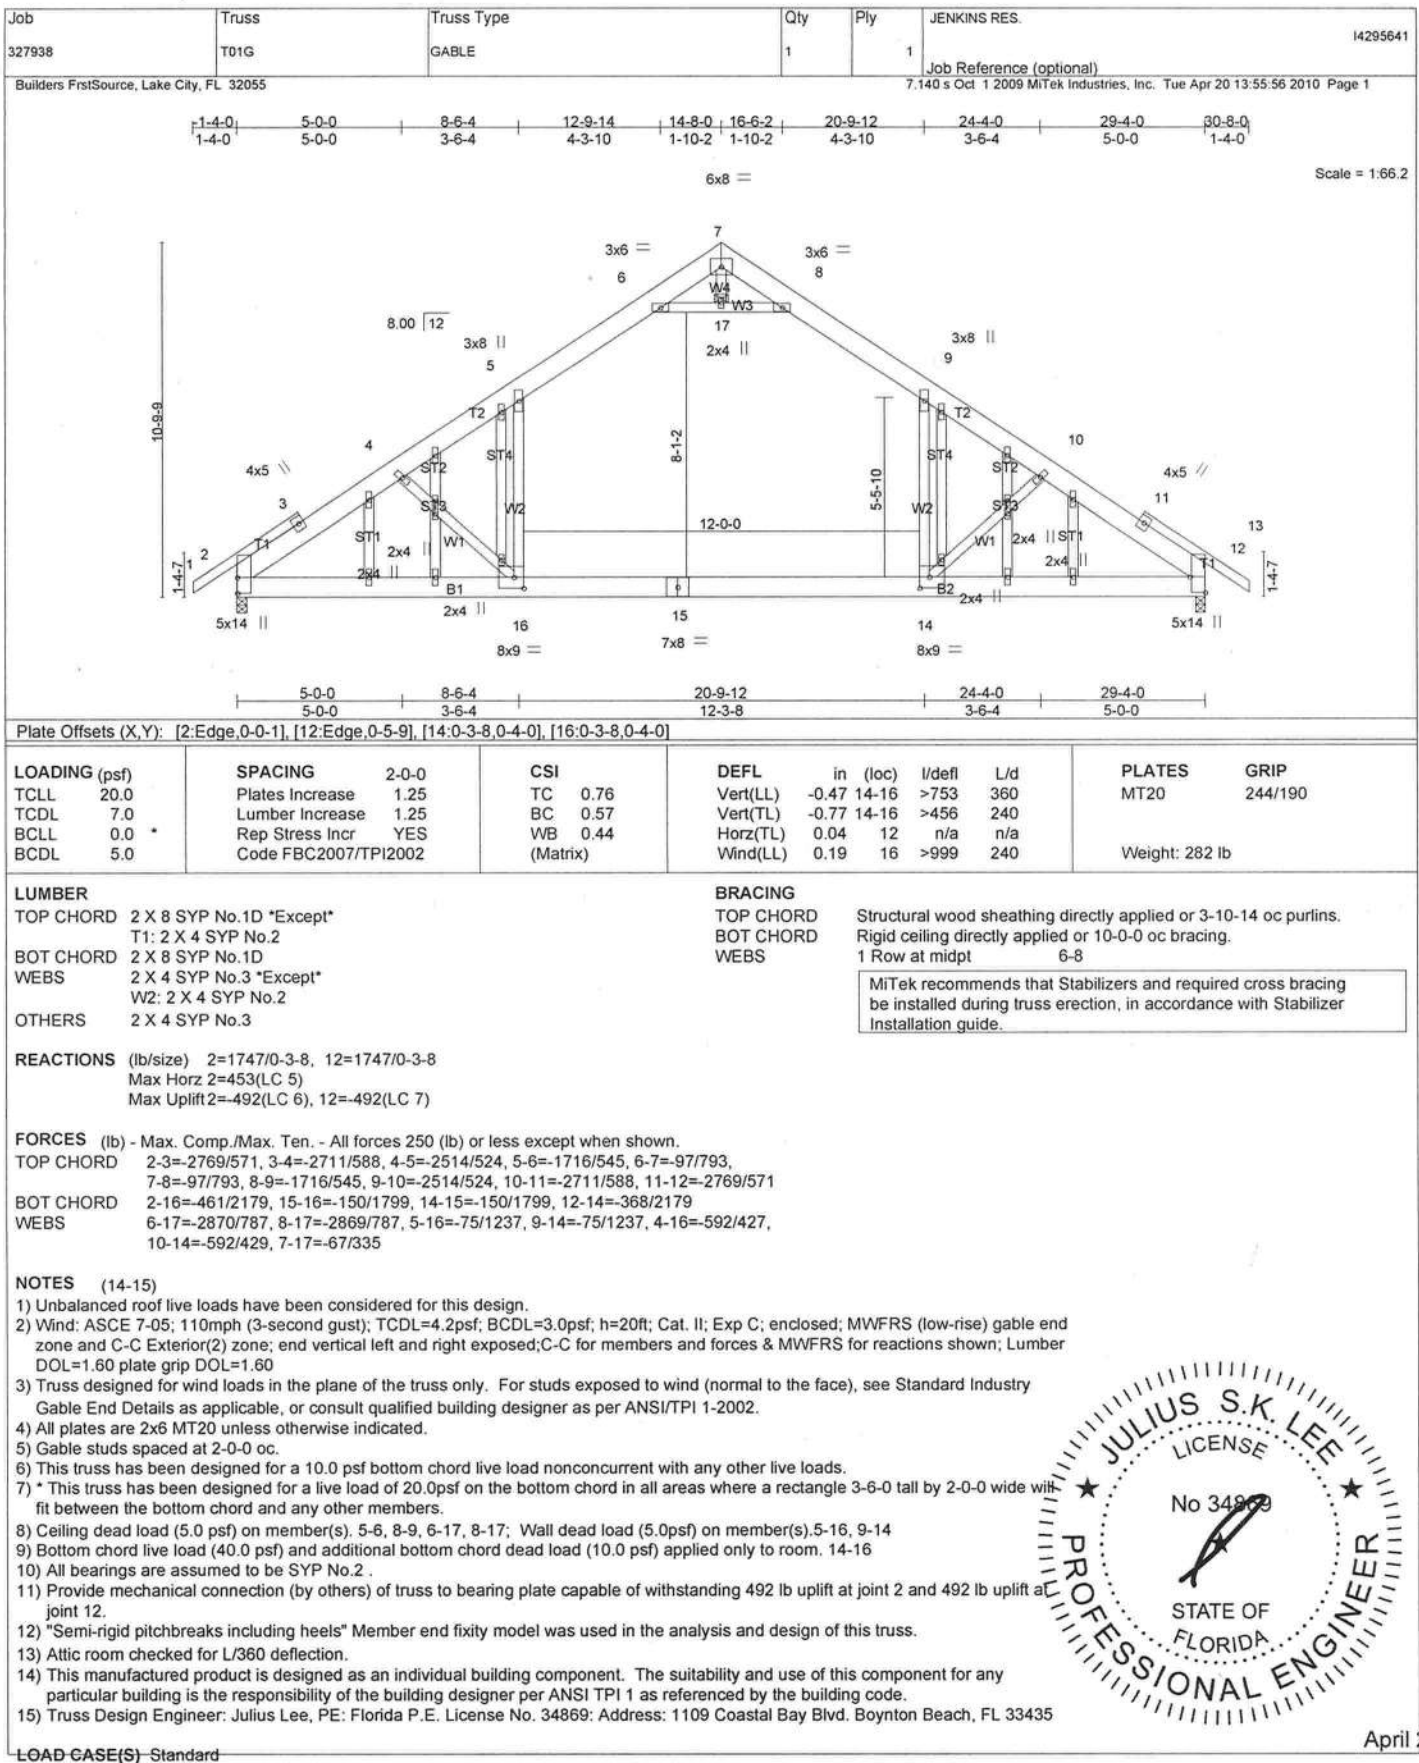 Job Truss Truss Type Qty Ply JENKINS RES.
I4295641
327938 T01G GABLE 1 1
Job Reference (optional)
Builders FrstSource, Lake City, FL 32055 7.140 s Oct 1 2009 MiTek Industries, Inc. Tue Apr 20 13:55:56 2010 Page 1
-1-4-0 5-0-0 8-6-4 12-9-14 14-8-0 16-6-2 20-9-12 24-4-0 29-4-0 30-8-0
1-4-0 5-0-0 3-6-4 4-3-10 1-10-2 1-10-2 4-3-10 3-6-4 5-0-0 1-4-0
6x8 = Scale = 1:66.2
7
3x6 = 3x6 =
6 8
W4
W3
8.00 12 17
3x8 || 2x4 || 3x8 ||
5 9
10-9-9
T2 T2
4 10
8-1-2
ST4 ST4
4x5 // ST2 ST2 4x5 //
5-5-10
3 ST3 W2 W2 ST3 11
12-0-0
13
T1 ST1 W1 W1 2x4 || ST1 12
2 2x4 || 2x4 || T1
1 2x4 ||
1-4-7 B1 B2 1-4-7
2x4 || 2x4 ||
5x14 || 16 15 14 5x14 ||
8x9 = 7x8 = 8x9 =
5-0-0 8-6-4 20-9-12 24-4-0 29-4-0
5-0-0 3-6-4 12-3-8 3-6-4 5-0-0
Plate Offsets (X,Y): [2:Edge,0-0-1], [12:Edge,0-5-9], [14:0-3-8,0-4-0], [16:0-3-8,0-4-0]
LOADING (psf) SPACING 2-0-0 CSI DEFL in (loc) l/defl L/d PLATES GRIP
TCLL 20.0 Plates Increase 1.25 TC 0.76 Vert(LL) -0.47 14-16 >753 360 MT20 244/190
TCDL 7.0 Lumber Increase 1.25 BC 0.57 Vert(TL) -0.77 14-16 >456 240
BCLL 0.0 * Rep Stress Incr YES WB 0.44 Horz(TL) 0.04 12 n/a n/a
BCDL 5.0 Code FBC2007/TPI2002 (Matrix) Wind(LL) 0.19 16 >999 240 Weight: 282 lb
LUMBER
TOP CHORD 2 X 8 SYP No.1D *Except*
T1: 2 X 4 SYP No.2
BOT CHORD 2 X 8 SYP No.1D
WEBS 2 X 4 SYP No.3 *Except*
W2: 2 X 4 SYP No.2
OTHERS 2 X 4 SYP No.3
BRACING
TOP CHORD Structural wood sheathing directly applied or 3-10-14 oc purlins.
BOT CHORD Rigid ceiling directly applied or 10-0-0 oc bracing.
WEBS 1 Row at midpt 6-8
MiTek recommends that Stabilizers and required cross bracing
be installed during truss erection, in accordance with Stabilizer
Installation guide.
REACTIONS (lb/size) 2=1747/0-3-8, 12=1747/0-3-8
Max Horz 2=453(LC 5)
Max Uplift2=-492(LC 6), 12=-492(LC 7)
FORCES (lb) - Max. Comp./Max. Ten. - All forces 250 (lb) or less except when shown.
TOP CHORD 2-3=-2769/571, 3-4=-2711/588, 4-5=-2514/524, 5-6=-1716/545, 6-7=-97/793,
7-8=-97/793, 8-9=-1716/545, 9-10=-2514/524, 10-11=-2711/588, 11-12=-2769/571
BOT CHORD 2-16=-461/2179, 15-16=-150/1799, 14-15=-150/1799, 12-14=-368/2179
WEBS 6-17=-2870/787, 8-17=-2869/787, 5-16=-75/1237, 9-14=-75/1237, 4-16=-592/427,
10-14=-592/429, 7-17=-67/335
NOTES (14-15)
1) Unbalanced roof live loads have been considered for this design.
2) Wind: ASCE 7-05; 110mph (3-second gust); TCDL=4.2psf; BCDL=3.0psf; h=20ft; Cat. II; Exp C; enclosed; MWFRS (low-rise) gable end
zone and C-C Exterior(2) zone; end vertical left and right exposed;C-C for members and forces & MWFRS for reactions shown; Lumber
DOL=1.60 plate grip DOL=1.60
3) Truss designed for wind loads in the plane of the truss only. For studs exposed to wind (normal to the face), see Standard Industry
Gable End Details as applicable, or consult qualified building designer as per ANSI/TPI 1-2002.
4) All plates are 2x6 MT20 unless otherwise indicated.
5) Gable studs spaced at 2-0-0 oc.
6) This truss has been designed for a 10.0 psf bottom chord live load nonconcurrent with any other live loads.
7) * This truss has been designed for a live load of 20.0psf on the bottom chord in all areas where a rectangle 3-6-0 tall by 2-0-0 wide will
fit between the bottom chord and any other members.
8) Ceiling dead load (5.0 psf) on member(s). 5-6, 8-9, 6-17, 8-17; Wall dead load (5.0psf) on member(s).5-16, 9-14
9) Bottom chord live load (40.0 psf) and additional bottom chord dead load (10.0 psf) applied only to room. 14-16
10) All bearings are assumed to be SYP No.2 .
11) Provide mechanical connection (by others) of truss to bearing plate capable of withstanding 492 lb uplift at joint 2 and 492 lb uplift at
joint 12.
12) "Semi-rigid pitchbreaks including heels" Member end fixity model was used in the analysis and design of this truss.
13) Attic room checked for L/360 deflection.
14) This manufactured product is designed as an individual building component. The suitability and use of this component for any
particular building is the responsibility of the building designer per ANSI TPI 1 as referenced by the building code.
15) Truss Design Engineer: Julius Lee, PE: Florida P.E. License No. 34869: Address: 1109 Coastal Bay Blvd. Boynton Beach, FL 33435
LOAD CASE(S) Standard
JULIUS S.K. LEE
LICENSE
No 34869
STATE OF
FLORIDA
PROFESSIONAL ENGINEER
April